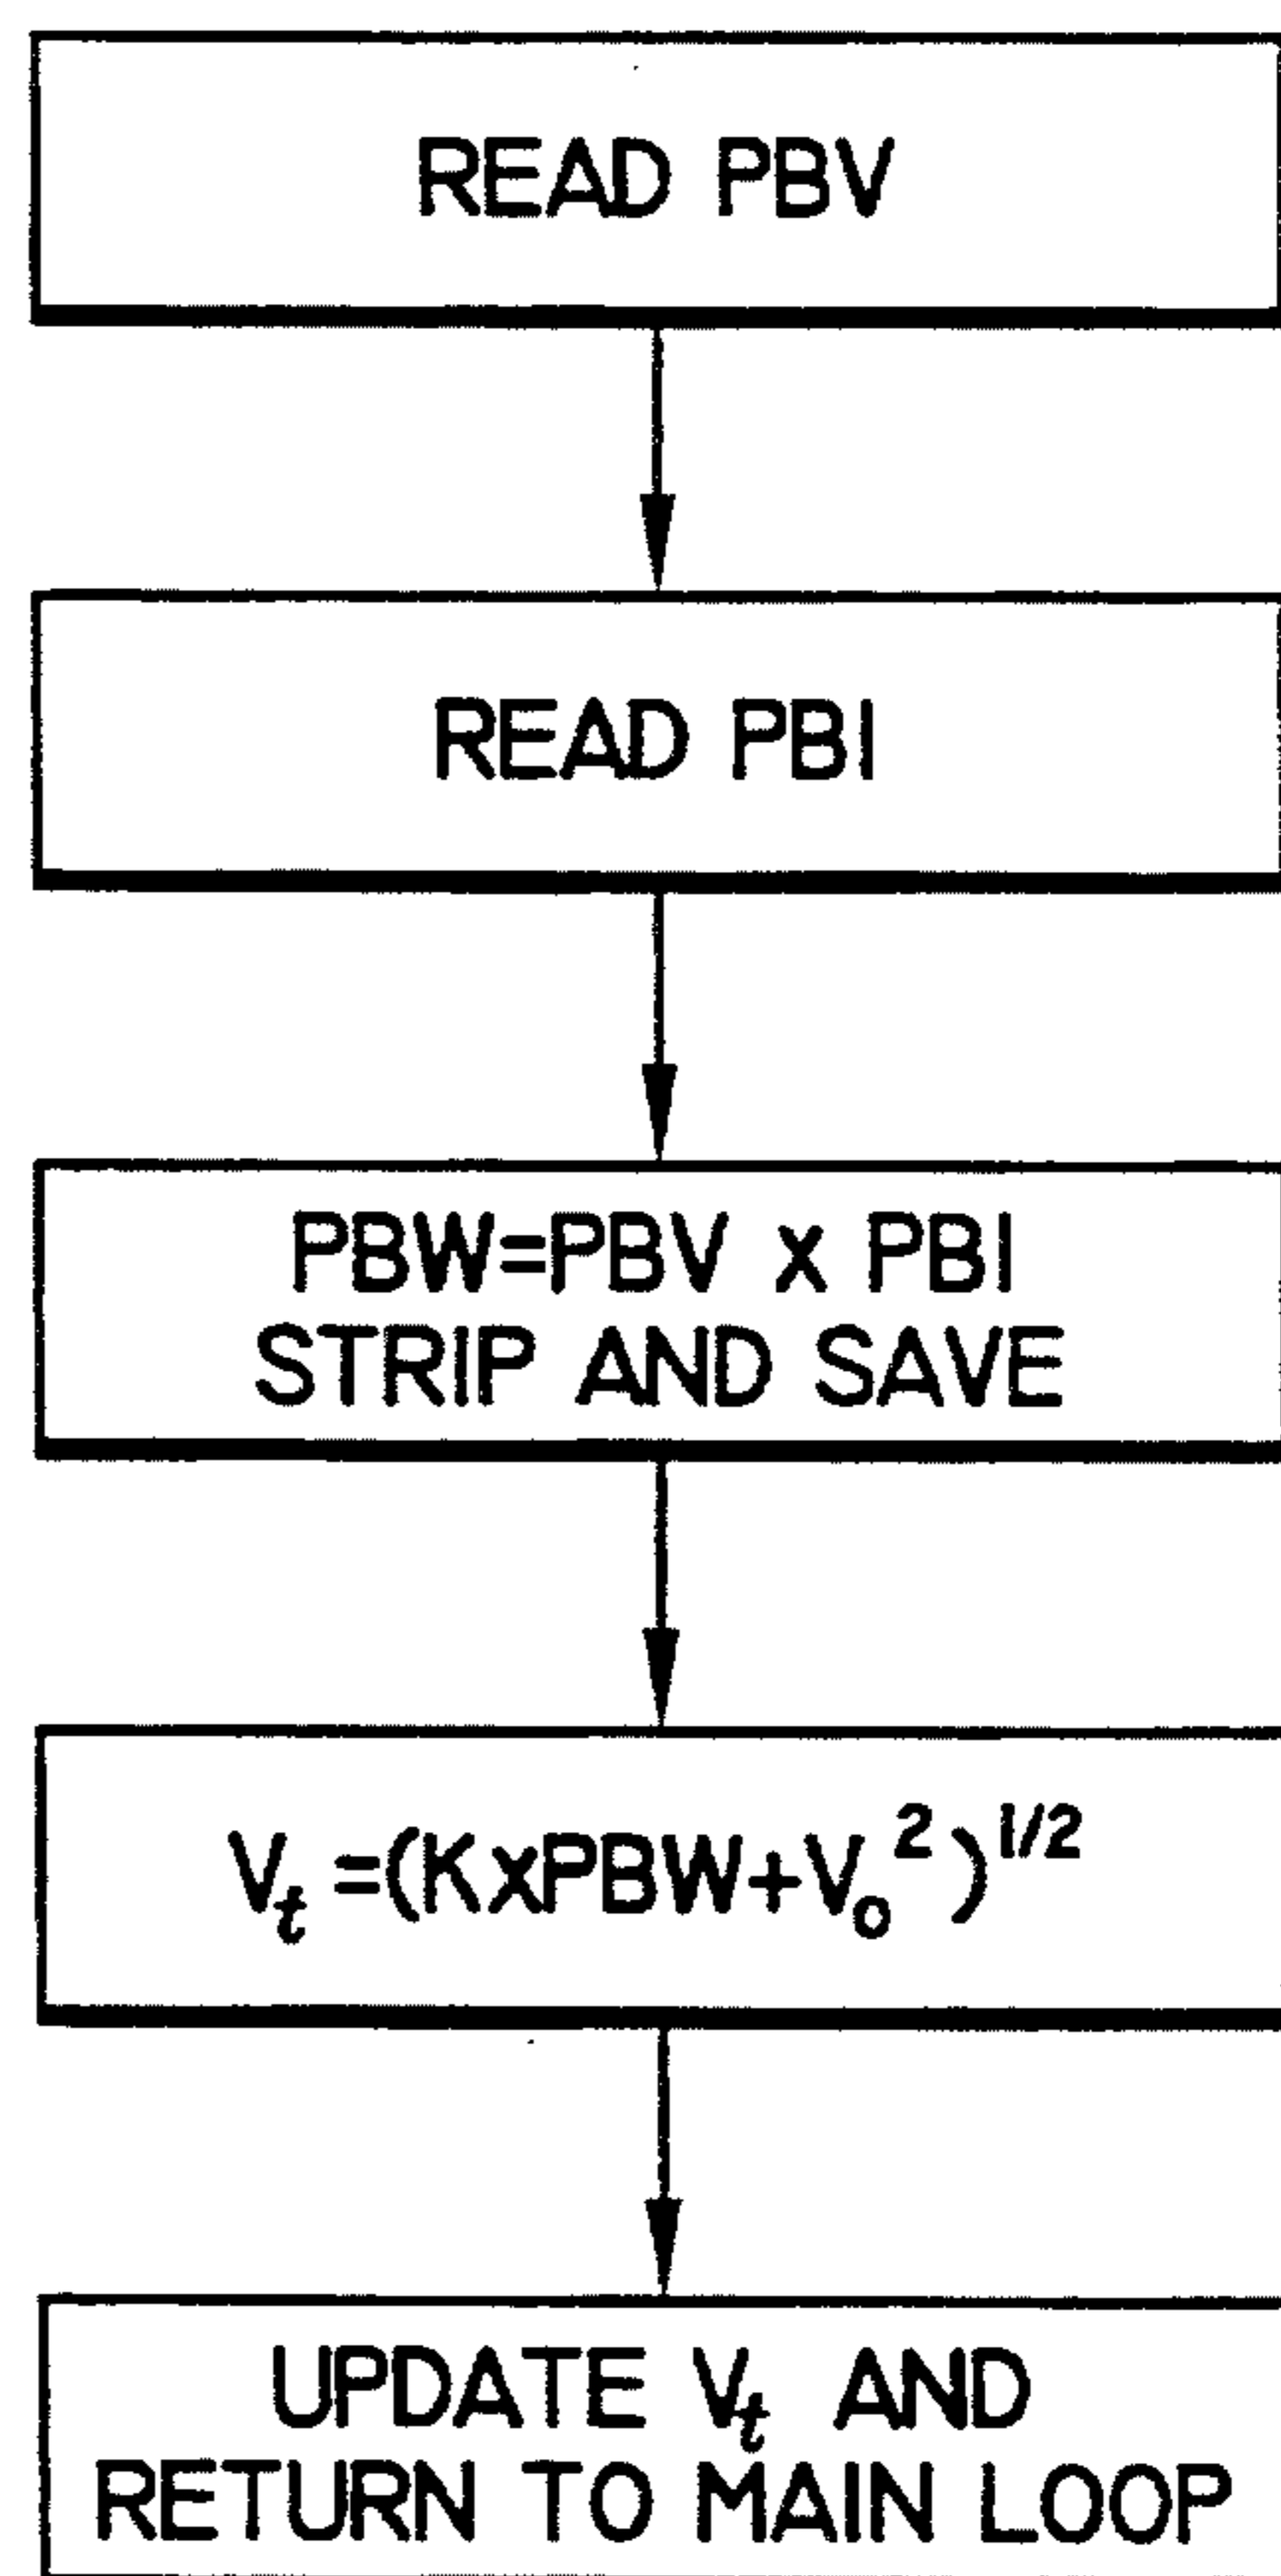 READ PBV
READ PBI
PBW=PBV x PBI
STRIP AND SAVE
Vₜ=(KxPBW+V₀²)¹/²
UPDATE Vₜ AND
RETURN TO MAIN LOOP